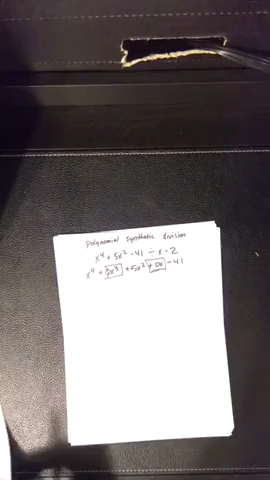 Polynomial synthetic division
x⁴ + 5x² - 41 ÷ x - 2
x⁴ + 0x³ + 5x² + 0x - 41